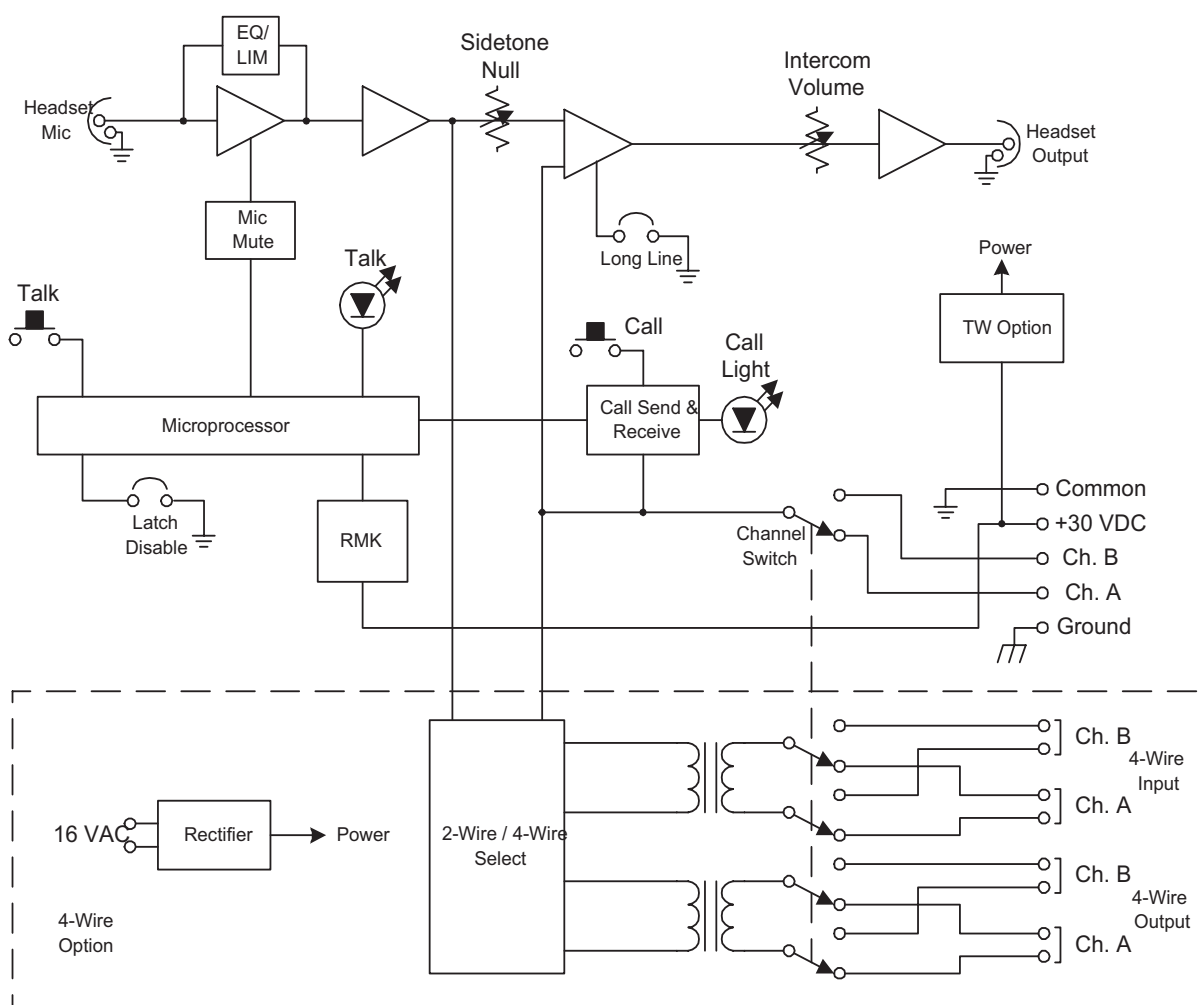 EQ/
LIM
Sidetone
Null
Intercom
Volume
Headset
Mic
Headset
Output
Mic
Mute
Long Line
Power
Talk
Talk
TW Option
Call
Call
Light
Microprocessor
Call Send &
Receive
Latch
Disable
RMK
Channel
Switch
Common
+30 VDC
Ch. B
Ch. A
Ground
Ch. B
4-Wire
Input
Ch. A
16 VAC
Rectifier
Power
2-Wire / 4-Wire
Select
Ch. B
4-Wire
Output
Ch. A
4-Wire
Option